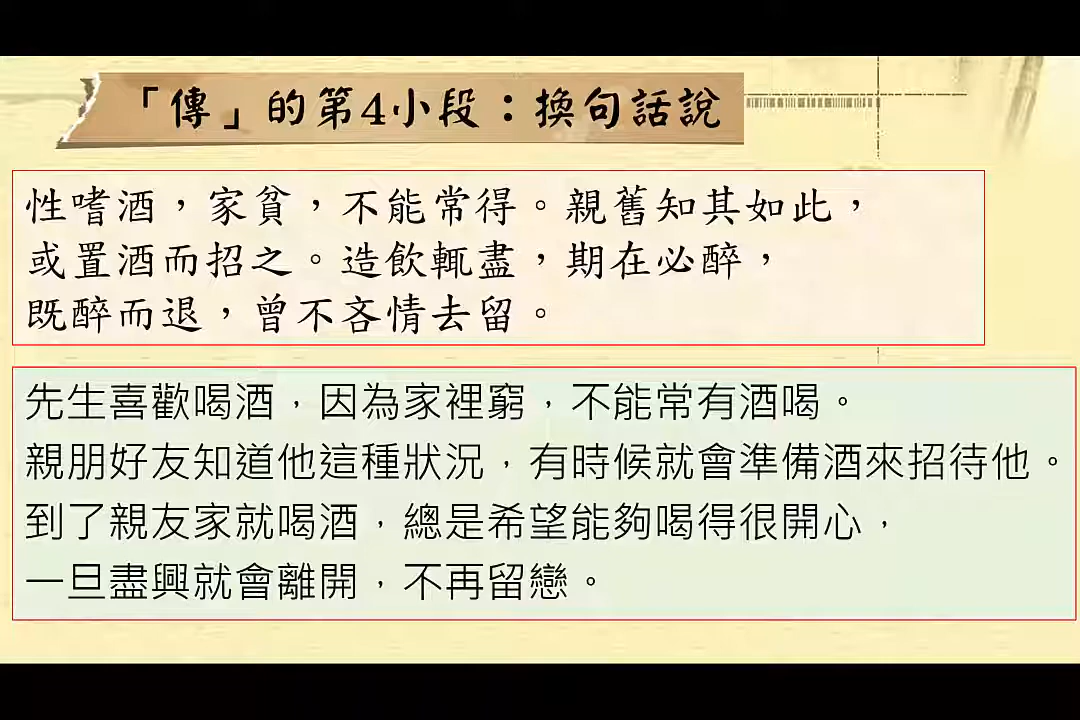 「傳」的第4小段：換句話說
性嗜酒，家貧，不能常得。親舊知其如此，
或置酒而招之。造飲輒盡，期在必醉，
既醉而退，曾不吝情去留。
先生喜歡喝酒，因為家裡窮，不能常有酒喝。
親朋好友知道他這種狀況，有時候就會準備酒來招待他。
到了親友家就喝酒，總是希望能夠喝得很開心，
一旦盡興就會離開，不再留戀。